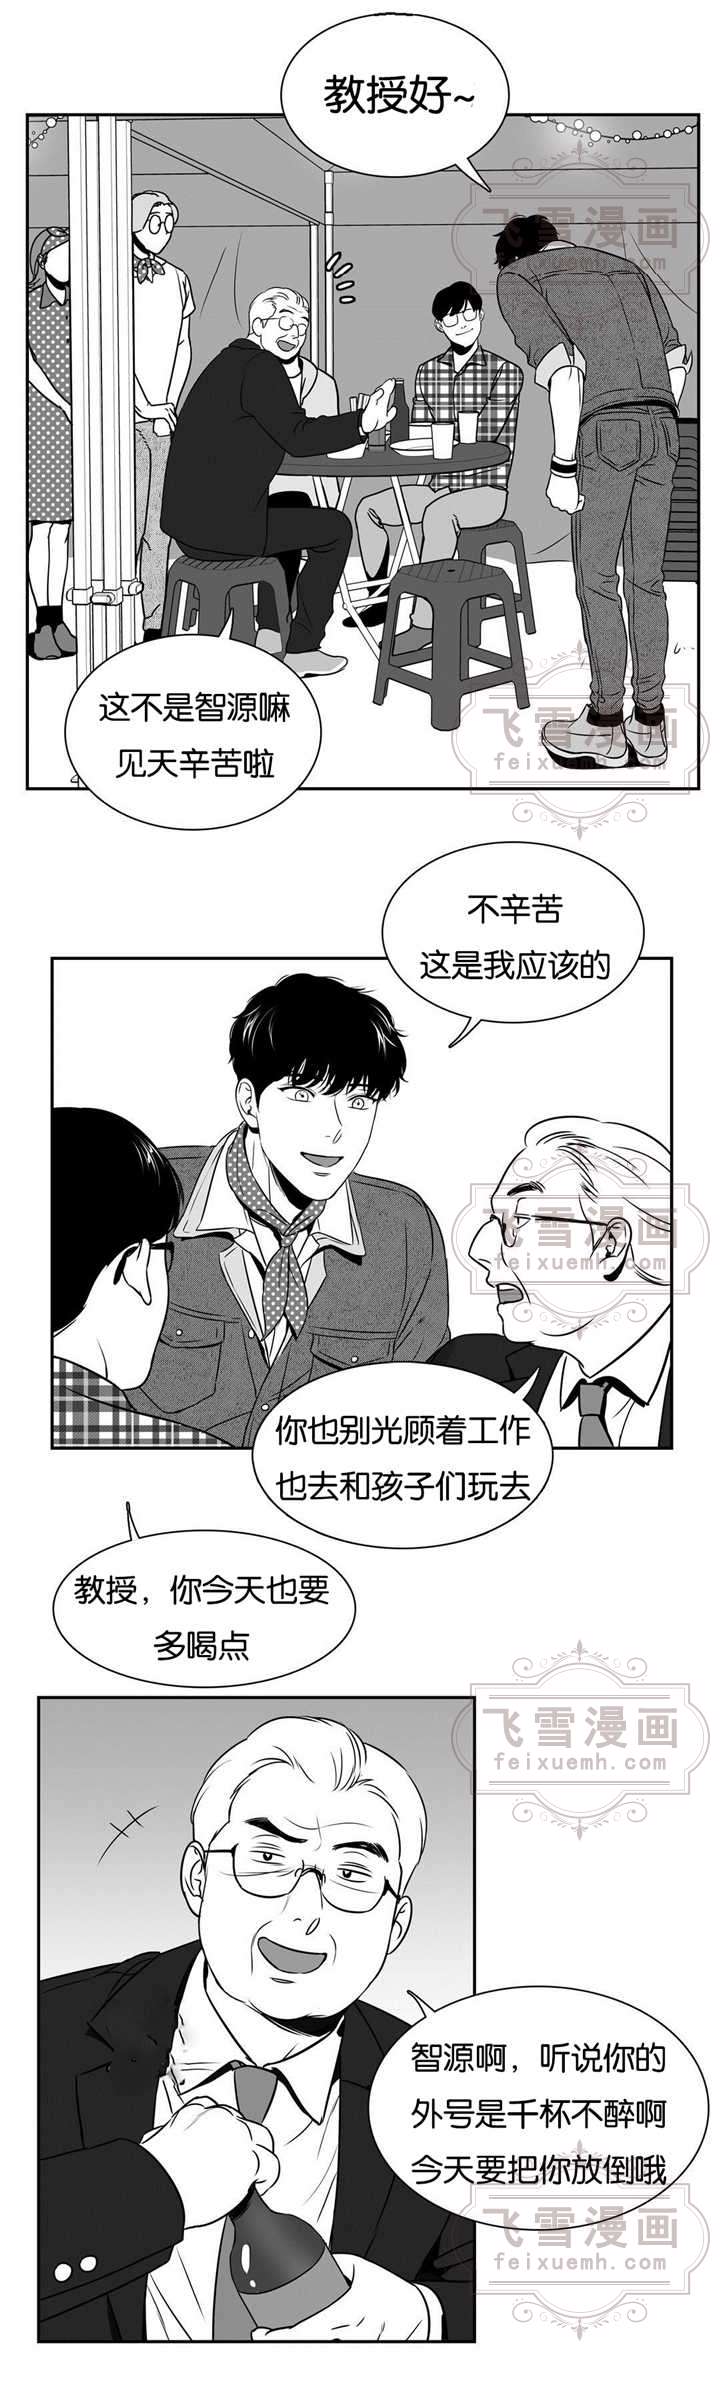 教授好~
飞雪漫画
feixuemh.com
这不是智源嘛
见天辛苦啦
飞雪漫画
feixuemh.com
不辛苦
这是我应该的
飞雪漫画
feixuemh.com
你也别光顾着工作
也去和孩子们玩去
教授，你今天也要
多喝点
飞雪漫画
feixuemh.com
智源啊，听说你的
外号是千杯不醉啊
今天要把你放倒哦
飞雪漫画
feixuemh.com